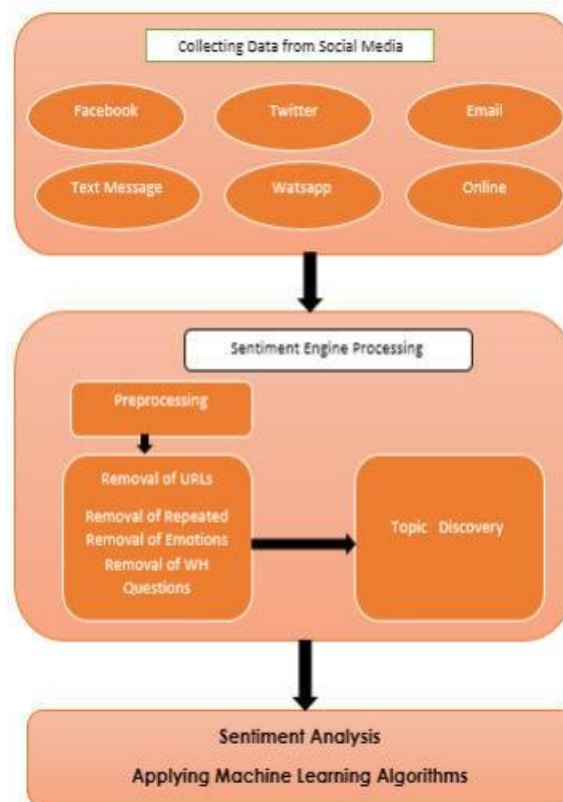 Collecting Data from Social Media
Facebook
Twitter
Email
Text Message
Watsapp
Online
Sentiment Engine Processing
Preprocessing
Removal of URLs
Removal of Repeated
Removal of Emotions
Removal of WH
Questions
Topic Discovery
Sentiment Analysis
Applying Machine Learning Algorithms